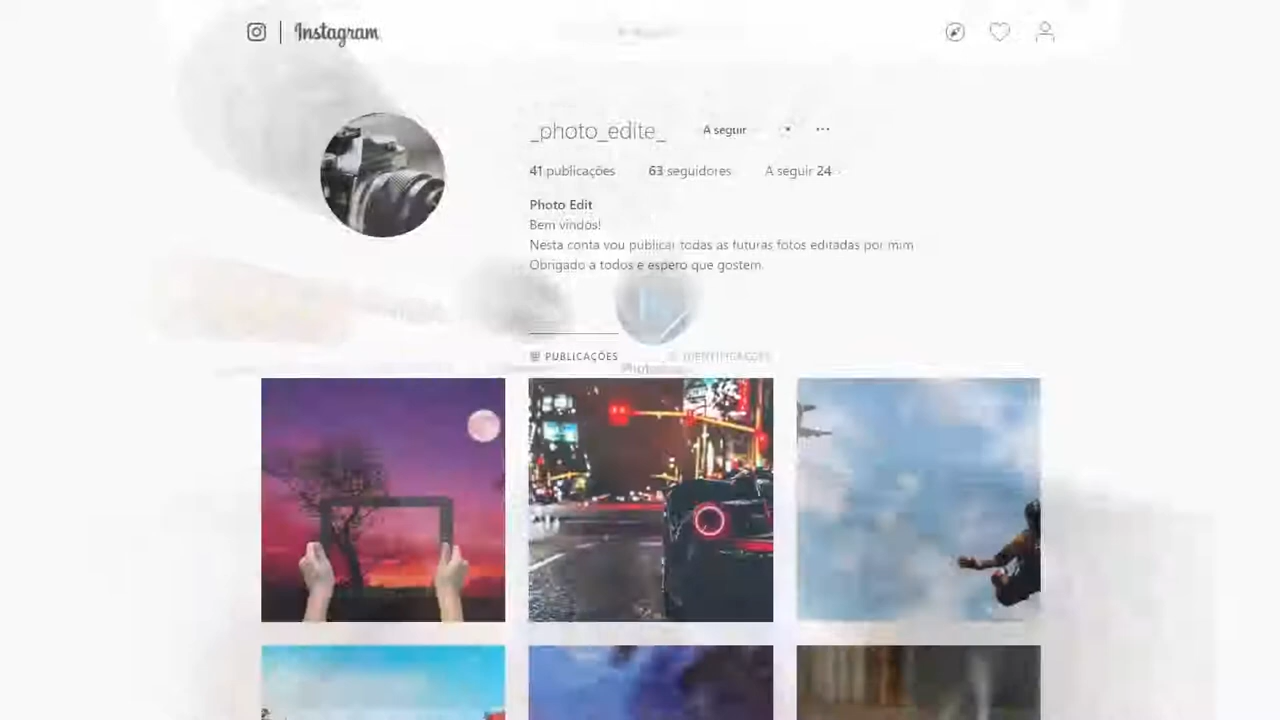 Instagram
_photo_edite_ A seguir ...
41 publicações 63 seguidores A seguir 24
Photo Edit
Bem vindos!
Nesta conta vou publicar todas as futuras fotos editadas por mim
Obrigado a todos e espero que gostem.
PUBLICAÇÕES IDENTIFICAÇÕES